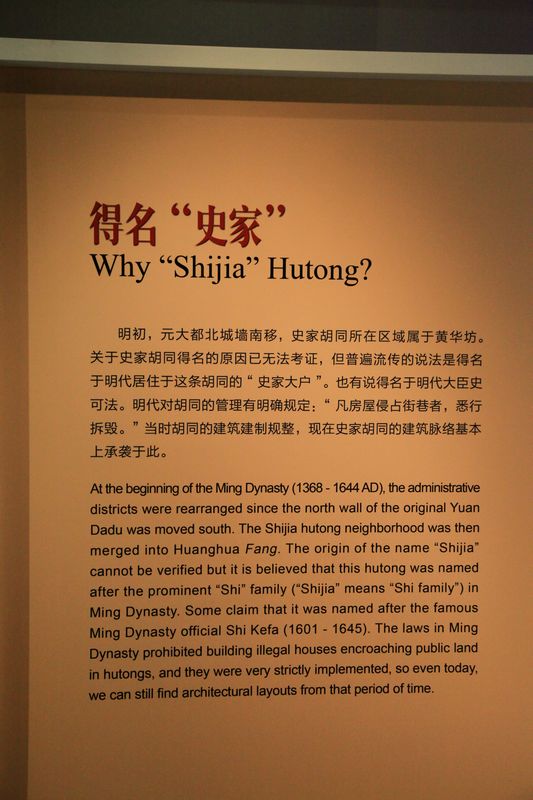 得名“史家”
Why “Shijia” Hutong?
明初，元大都北城墙南移，史家胡同所在区域属于黄华坊。
关于史家胡同得名的原因已无法考证，但普遍流传的说法是得名
于明代居住于这条胡同的“史家大户”。也有说得名于明代大臣史
可法。明代对胡同的管理有明确规定：“凡房屋侵占街巷者，悉行
拆毁。”当时胡同的建筑建制规整，现在史家胡同的建筑脉络基本
上承袭于此。
At the beginning of the Ming Dynasty (1368 - 1644 AD), the administrative
districts were rearranged since the north wall of the original Yuan
Dadu was moved south. The Shijia hutong neighborhood was then
merged into Huanghua Fang. The origin of the name “Shijia”
cannot be verified but it is believed that this hutong was named
after the prominent “Shi” family (“Shijia” means “Shi family”) in
Ming Dynasty. Some claim that it was named after the famous
Ming Dynasty official Shi Kefa (1601 - 1645). The laws in Ming
Dynasty prohibited building illegal houses encroaching public land
in hutongs, and they were very strictly implemented, so even today,
we can still find architectural layouts from that period of time.